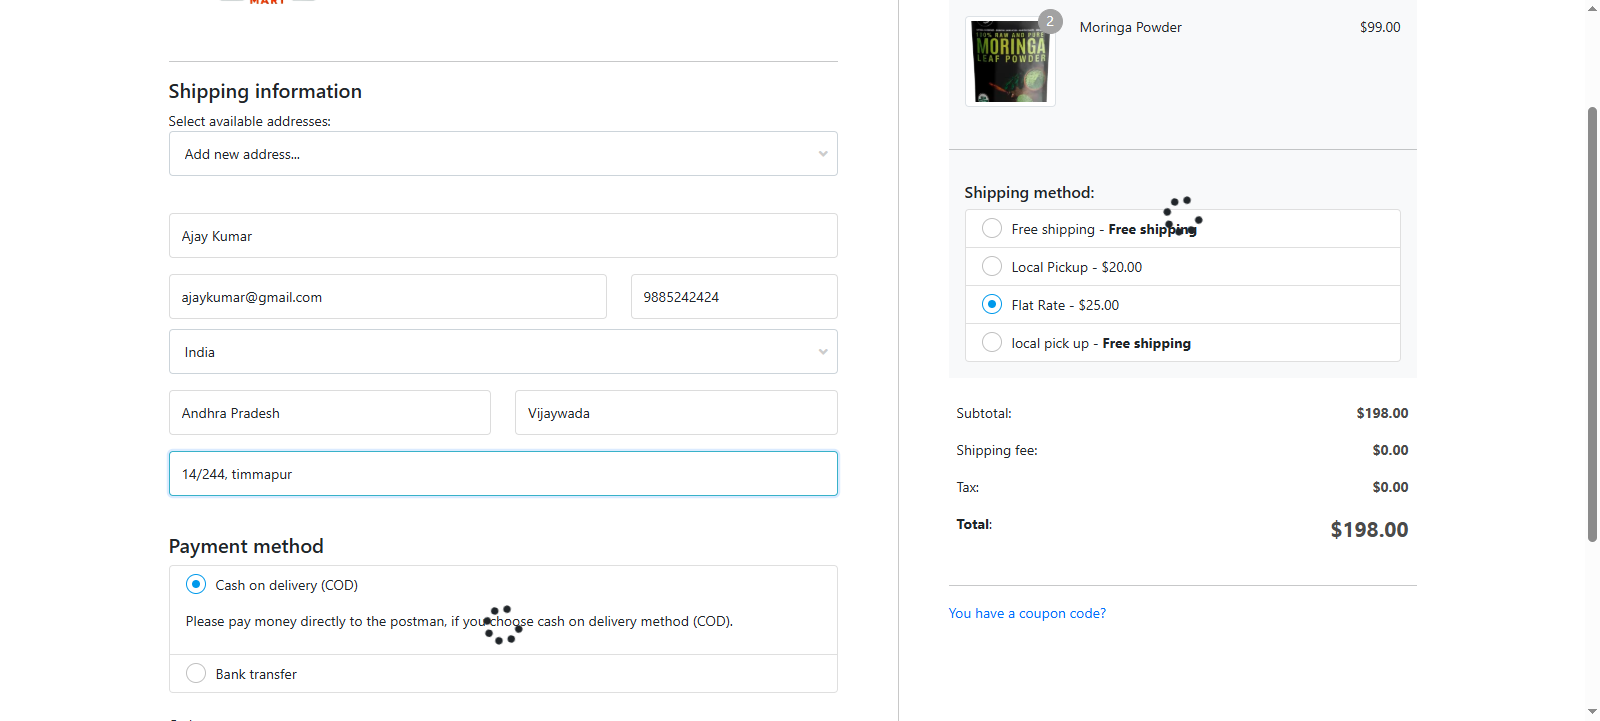 MART
Shipping information
Select available addresses:
Add new address...
Ajay Kumar
ajaykumar@gmail.com
9885242424
India
Andhra Pradesh
Vijaywada
14/244, timmapur
Payment method
Cash on delivery (COD)
Please pay money directly to the postman, if you choose cash on delivery method (COD).
Bank transfer
2
Moringa Powder
$99.00
100% RAW AND PURE
MORINGA
LEAF POWDER
Shipping method:
Free shipping - Free shipping
Local Pickup - $20.00
Flat Rate - $25.00
local pick up - Free shipping
Subtotal:
$198.00
Shipping fee:
$0.00
Tax:
$0.00
Total:
$198.00
You have a coupon code?